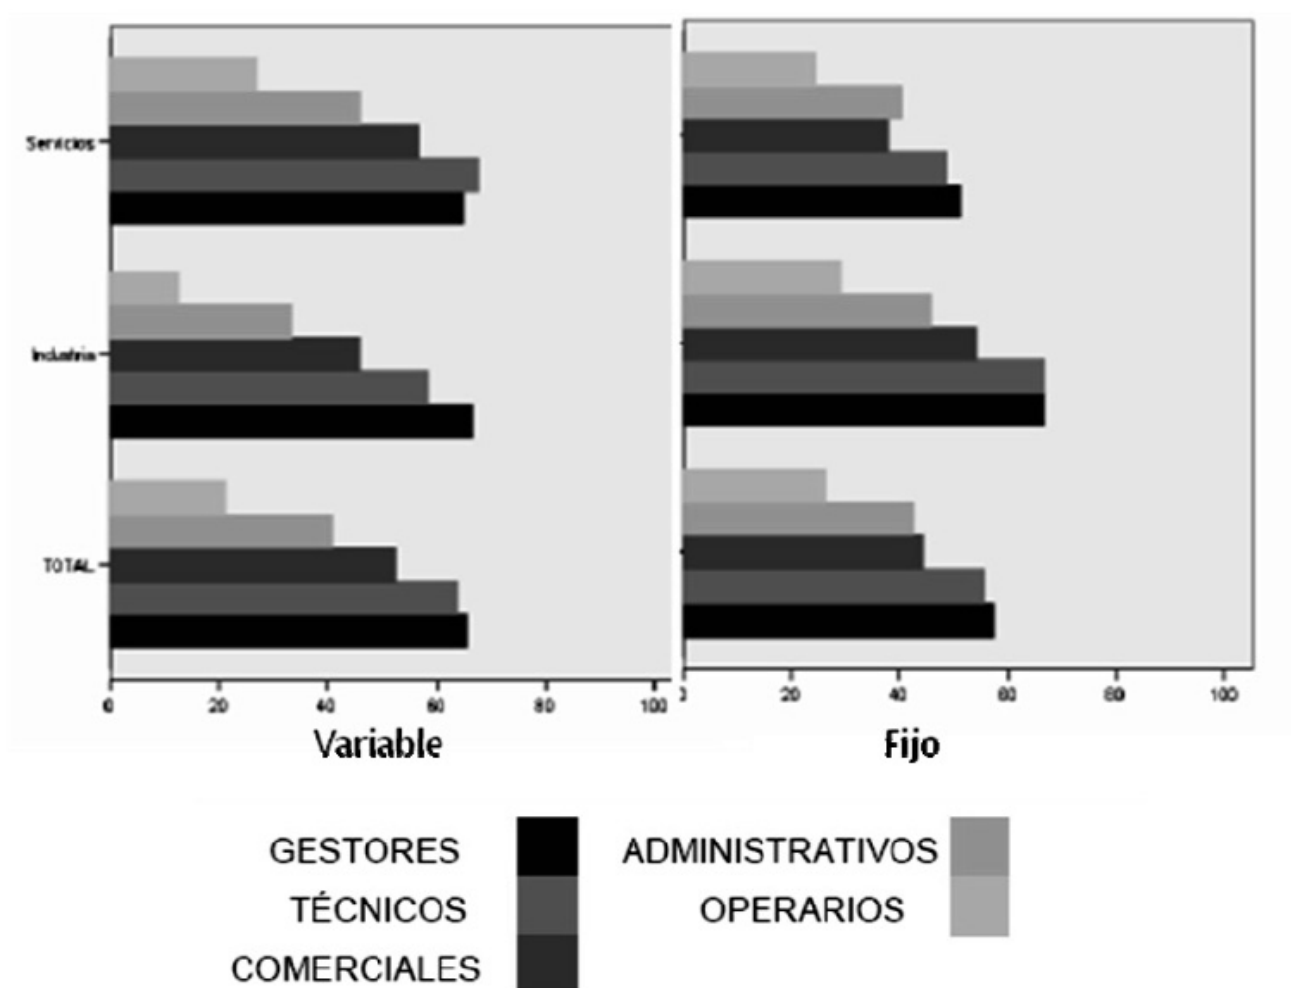 Servicios
Industria
TOTAL
0 20 40 60 80 100
20 40 60 80 100
Variable Fijo
GESTORES ADMINISTRATIVOS
TÉCNICOS OPERARIOS
COMERCIALES